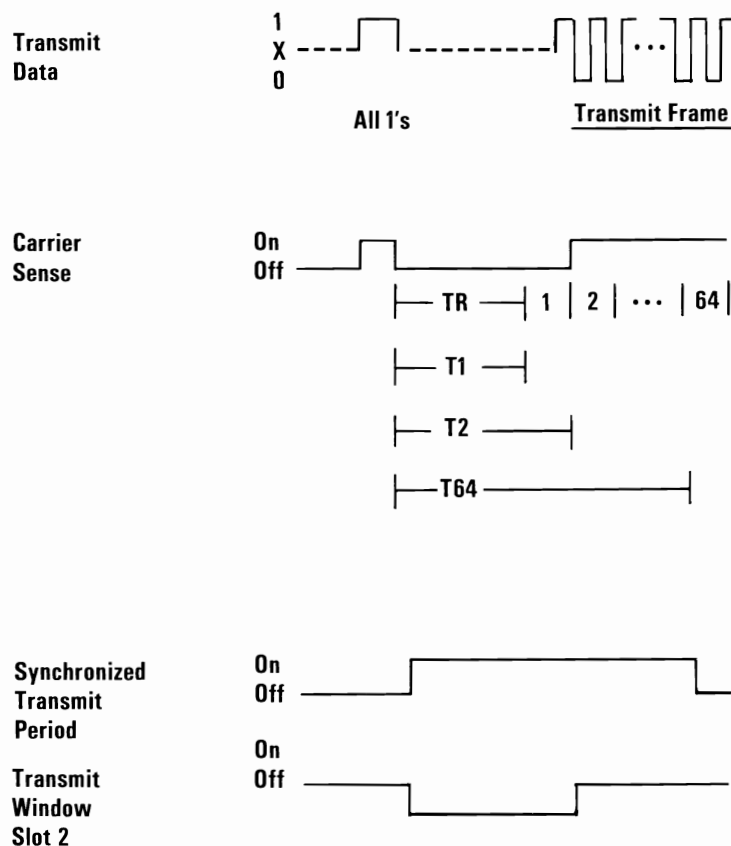 Transmit
Data
1
X
0
All 1's
Transmit Frame
Carrier
Sense
On
Off
TR 1 2 ••• 64
T1
T2
T64
Synchronized
Transmit
Period
On
Off
Transmit
Window
Slot 2
On
Off